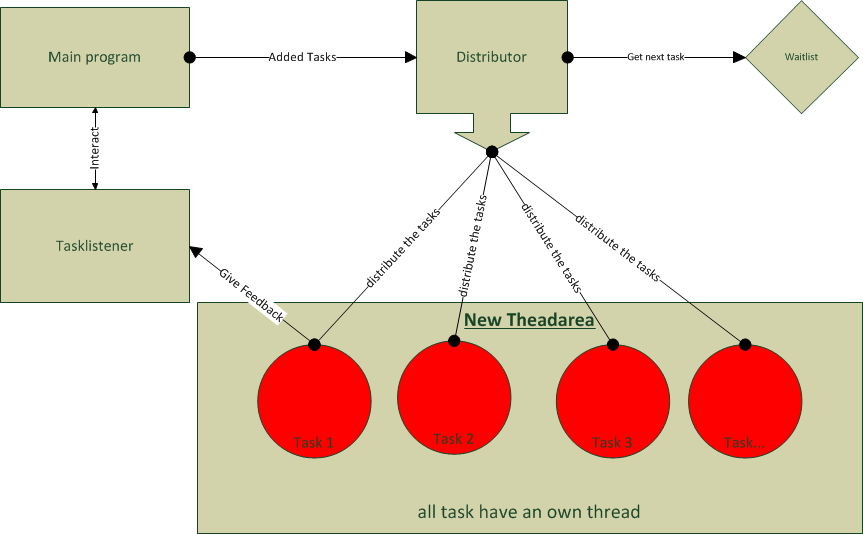 Main program
Added Tasks
Distributor
Get next task
Waitlist
Interact
Tasklistener
Give Feedback
distribute the tasks
distribute the tasks
distribute the tasks
distribute the tasks
New Theadarea
Task 1
Task 2
Task 3
Task...
all task have an own thread